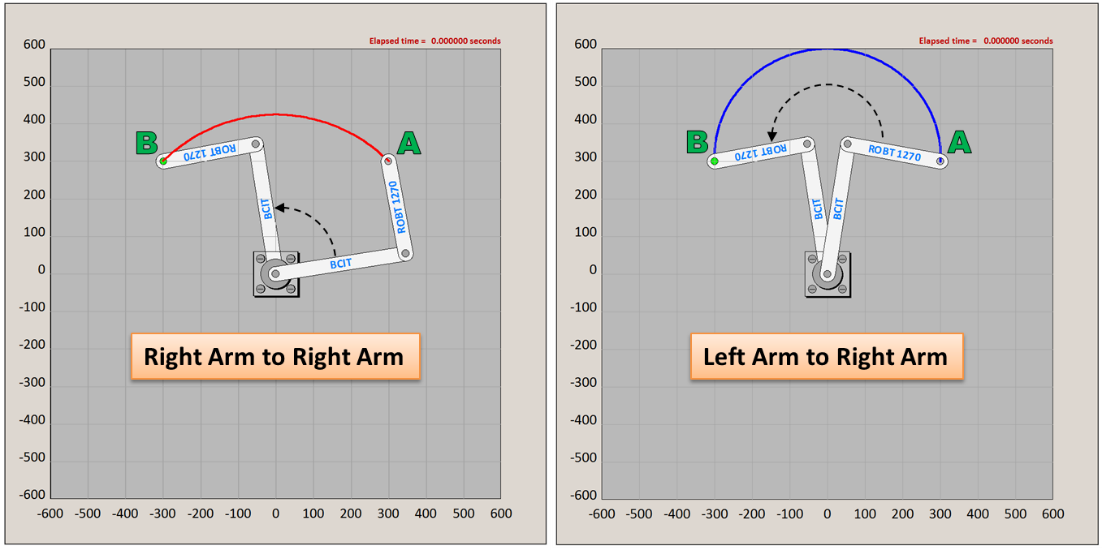 Elapsed time = 0.000000 seconds
600
500
400
300
200
100
0
-100
-200
-300
-400
-500
-600
-600 -500 -400 -300 -200 -100 0 100 200 300 400 500 600
B
A
ROBT 1270
BCIT
ROBT 1270
BCIT
Right Arm to Right Arm
Elapsed time = 0.000000 seconds
600
500
400
300
200
100
0
-100
-200
-300
-400
-500
-600
-600 -500 -400 -300 -200 -100 0 100 200 300 400 500 600
B
A
ROBT 1270
ROBT 1270
BCIT
BCIT
Left Arm to Right Arm